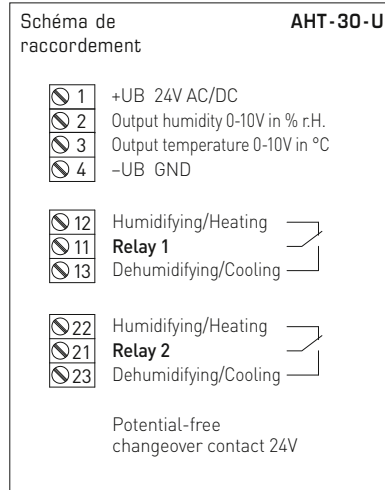 Schéma de raccordement
AHT-30-U
1 +UB 24V AC/DC
2 Output humidity 0-10V in % r.H.
3 Output temperature 0-10V in °C
4 –UB GND
12 Humidifying/Heating
11 Relay 1
13 Dehumidifying/Cooling
22 Humidifying/Heating
21 Relay 2
23 Dehumidifying/Cooling
Potential-free
changeover contact 24V